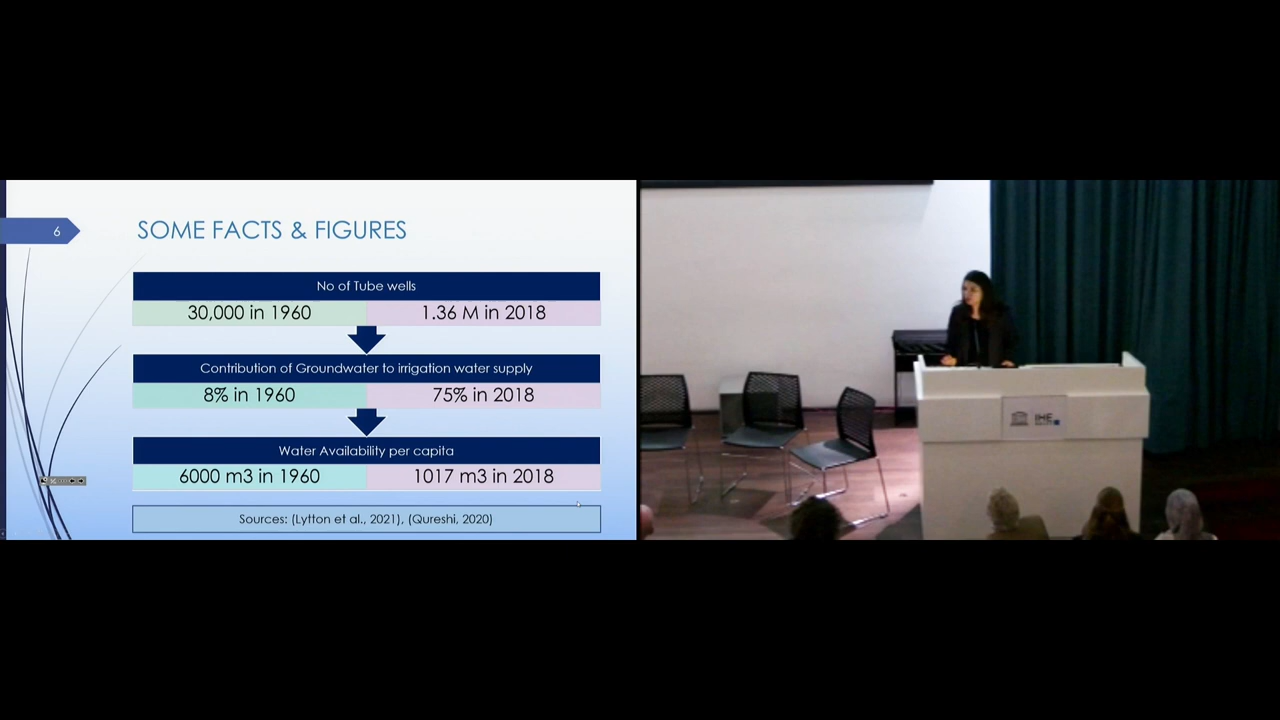 6
SOME FACTS & FIGURES
No of Tube wells
30,000 in 1960
1.36 M in 2018
Contribution of Groundwater to irrigation water supply
8% in 1960
75% in 2018
Water Availability per capita
6000 m3 in 1960
1017 m3 in 2018
Sources: (Lytton et al., 2021), (Qureshi, 2020)
IHE